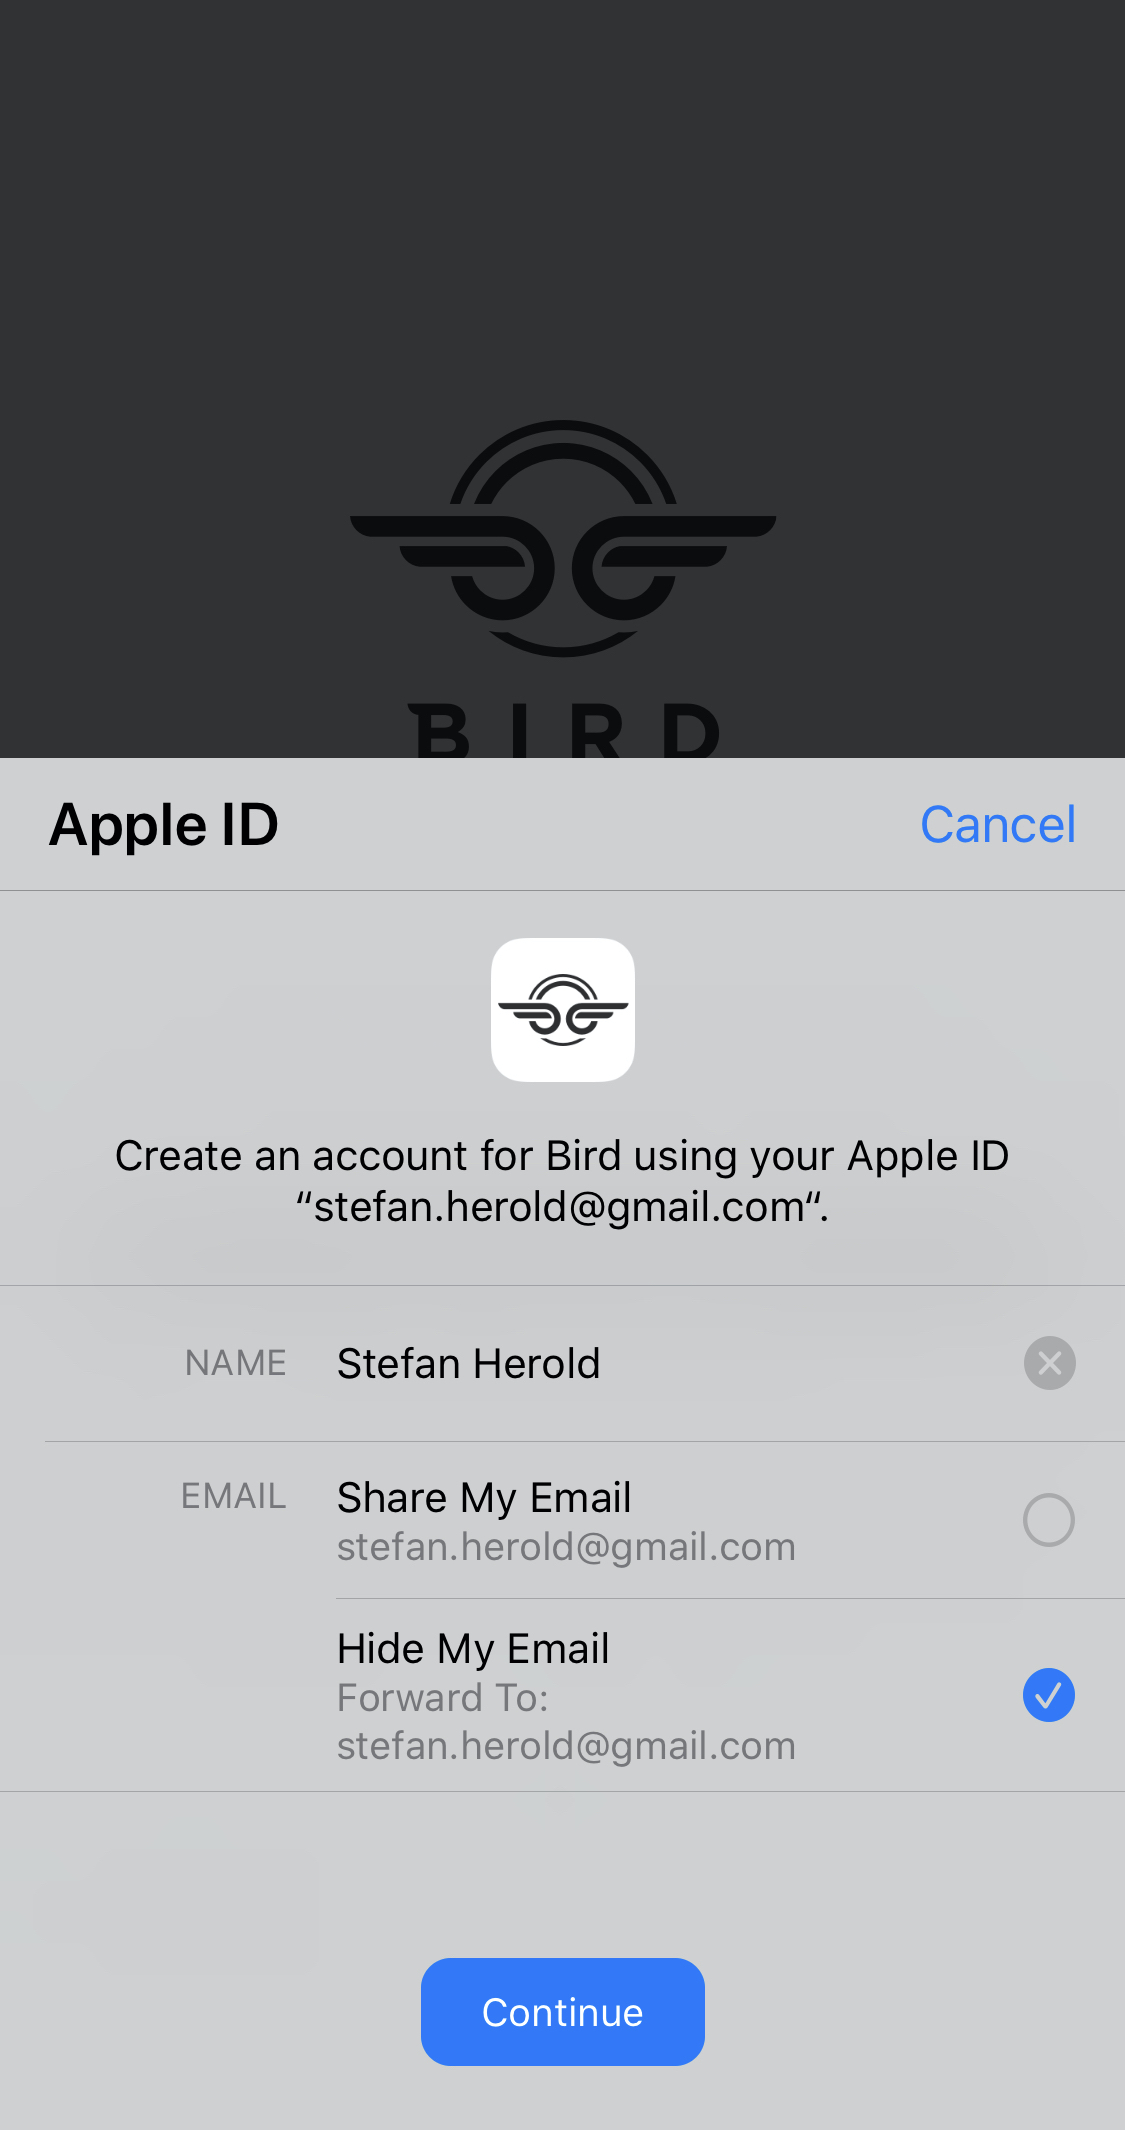 BIRD
Apple ID
Cancel
Create an account for Bird using your Apple ID
“stefan.herold@gmail.com“.
NAME
Stefan Herold
EMAIL
Share My Email
stefan.herold@gmail.com
Hide My Email
Forward To:
stefan.herold@gmail.com
Continue